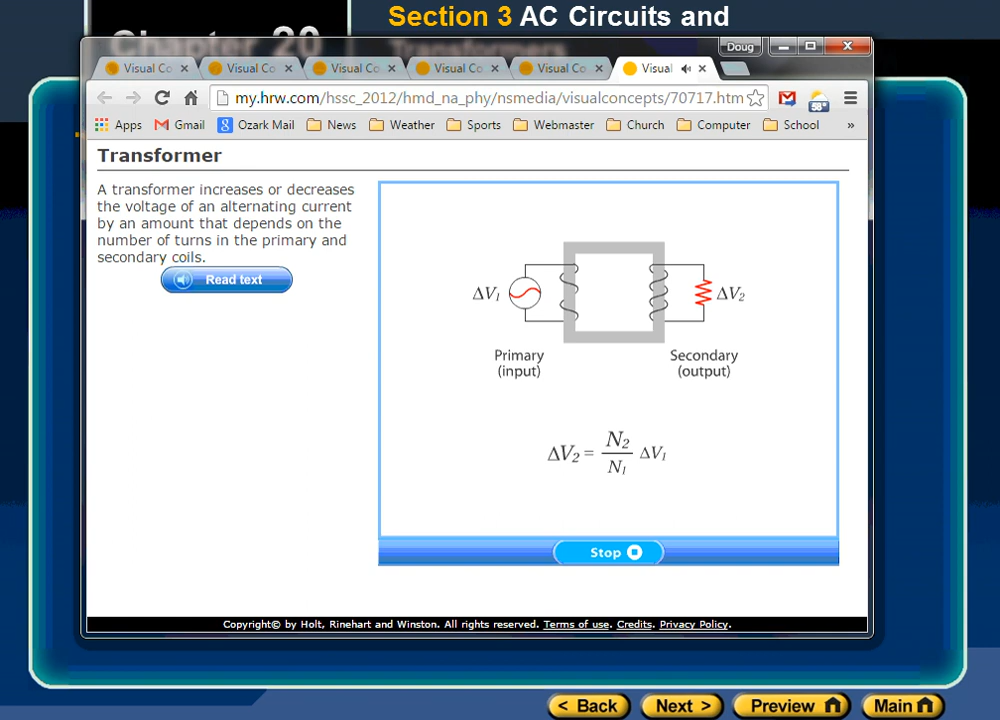 Section 3 AC Circuits and
Chapter 20
Transformers
Doug
Visual Co
Visual Co
Visual Co
Visual Co
Visual Co
Visual
my.hrw.com/hssc_2012/hmd_na_phy/nsmedia/visualconcepts/70717.htm
38°
Apps Gmail 8 Ozark Mail News Weather Sports Webmaster Church Computer School »
Transformer
A transformer increases or decreases
the voltage of an alternating current
by an amount that depends on the
number of turns in the primary and
secondary coils.
Read text
ΔV₁
ΔV₂
Primary
(input)
Secondary
(output)
ΔV₂ = N₂/N₁ ΔV₁
Stop
Copyright© by Holt, Rinehart and Winston. All rights reserved. Terms of use. Credits. Privacy Policy.
< Back
Next >
Preview
Main